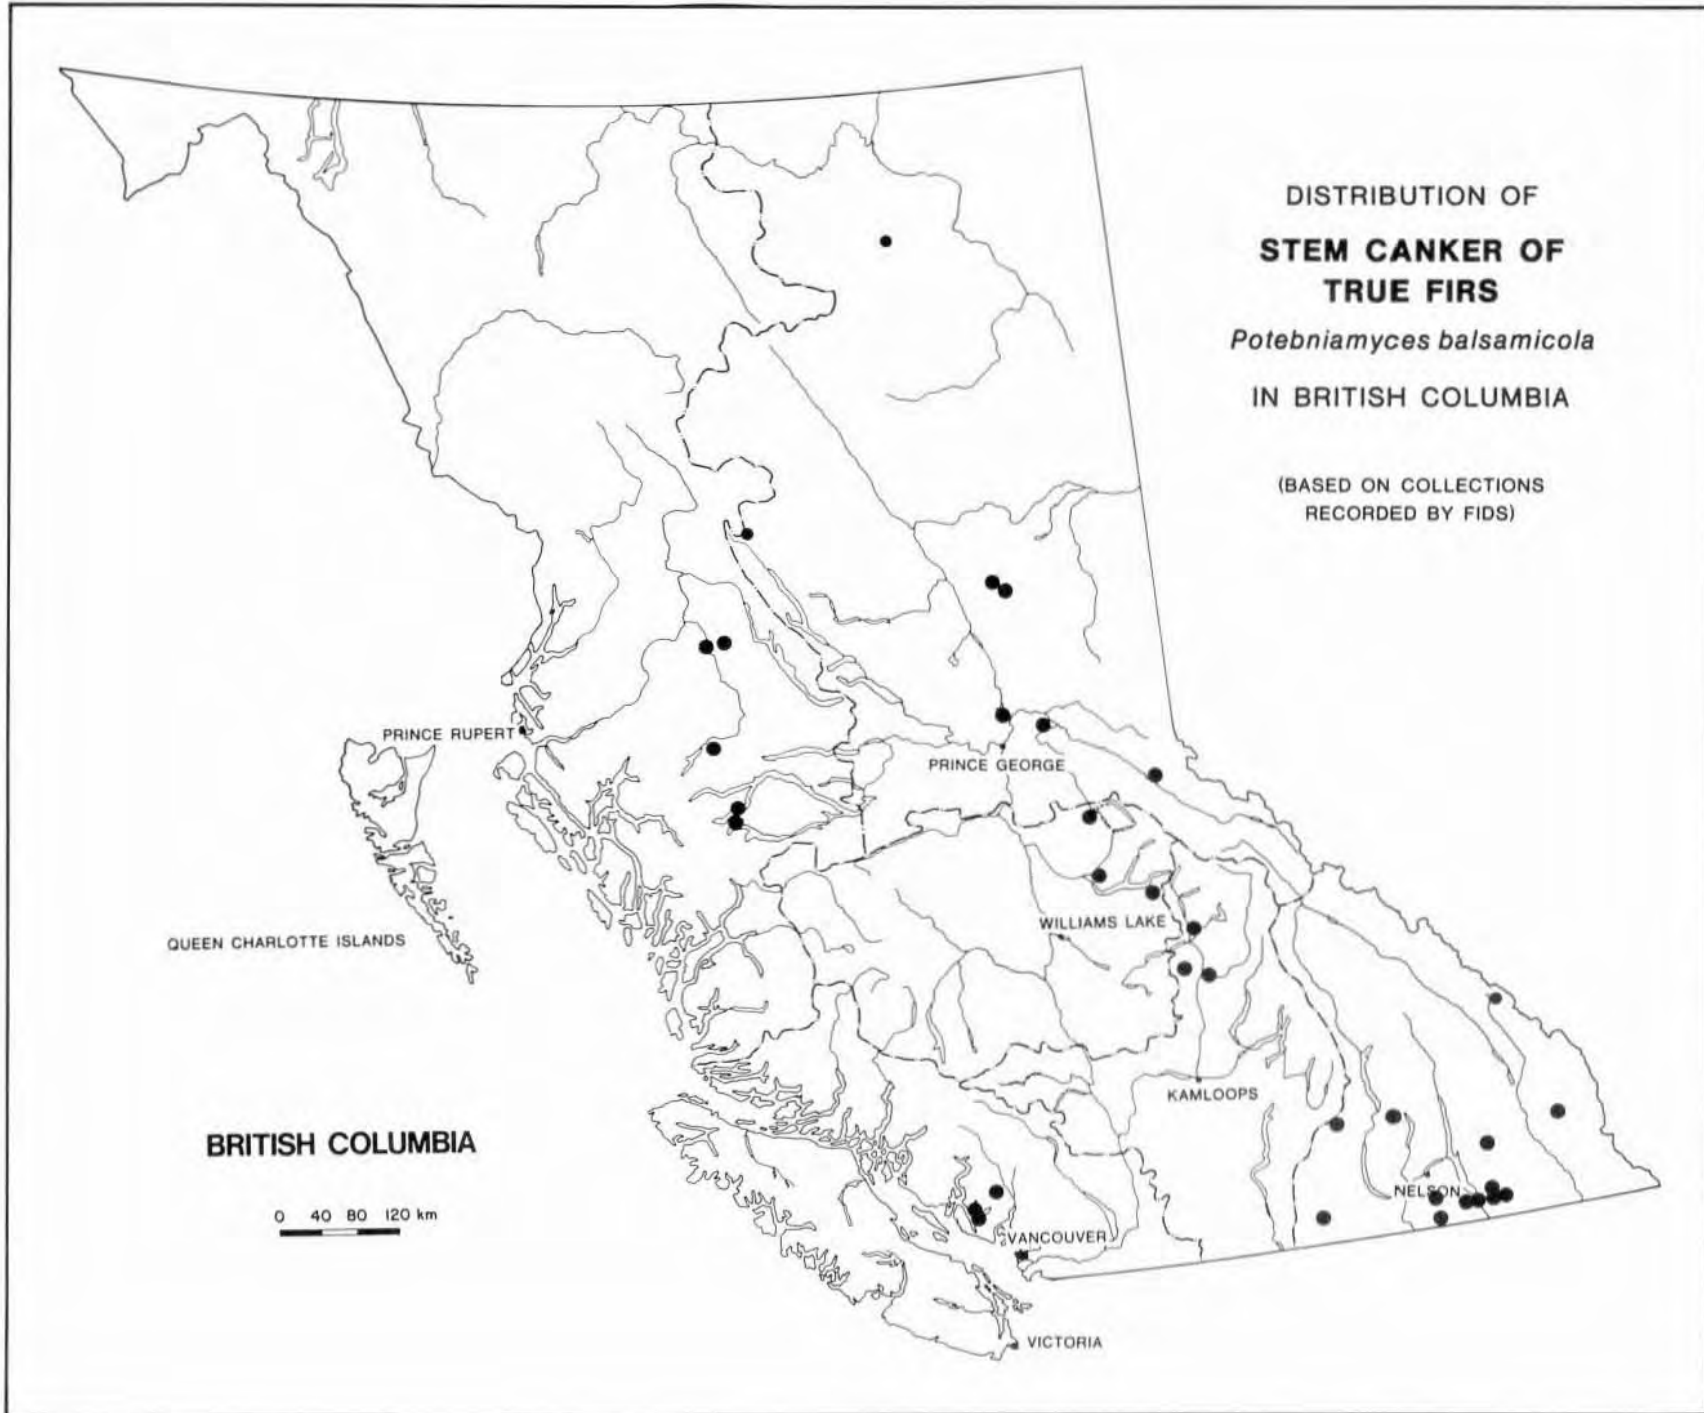 DISTRIBUTION OF
STEM CANKER OF
TRUE FIRS
Potebniamyces balsamicola
IN BRITISH COLUMBIA
(BASED ON COLLECTIONS
RECORDED BY FIDS)
PRINCE RUPERT
PRINCE GEORGE
QUEEN CHARLOTTE ISLANDS
WILLIAMS LAKE
KAMLOOPS
BRITISH COLUMBIA
NELSON
0 40 80 120 km
VANCOUVER
VICTORIA